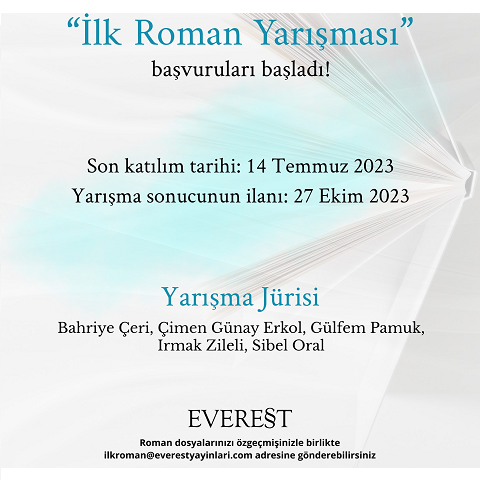 “İlk Roman Yarışması”
başvuruları başladı!
Son katılım tarihi: 14 Temmuz 2023
Yarışma sonucunun ilanı: 27 Ekim 2023
Yarışma Jürisi
Bahriye Çeri, Çimen Günay Erkol, Gülfem Pamuk,
Irmak Zileli, Sibel Oral
EVEREST
Roman dosyalarınızı özgeçmişinizle birlikte
ilkroman@everestyayinlari.com adresine gönderebilirsiniz